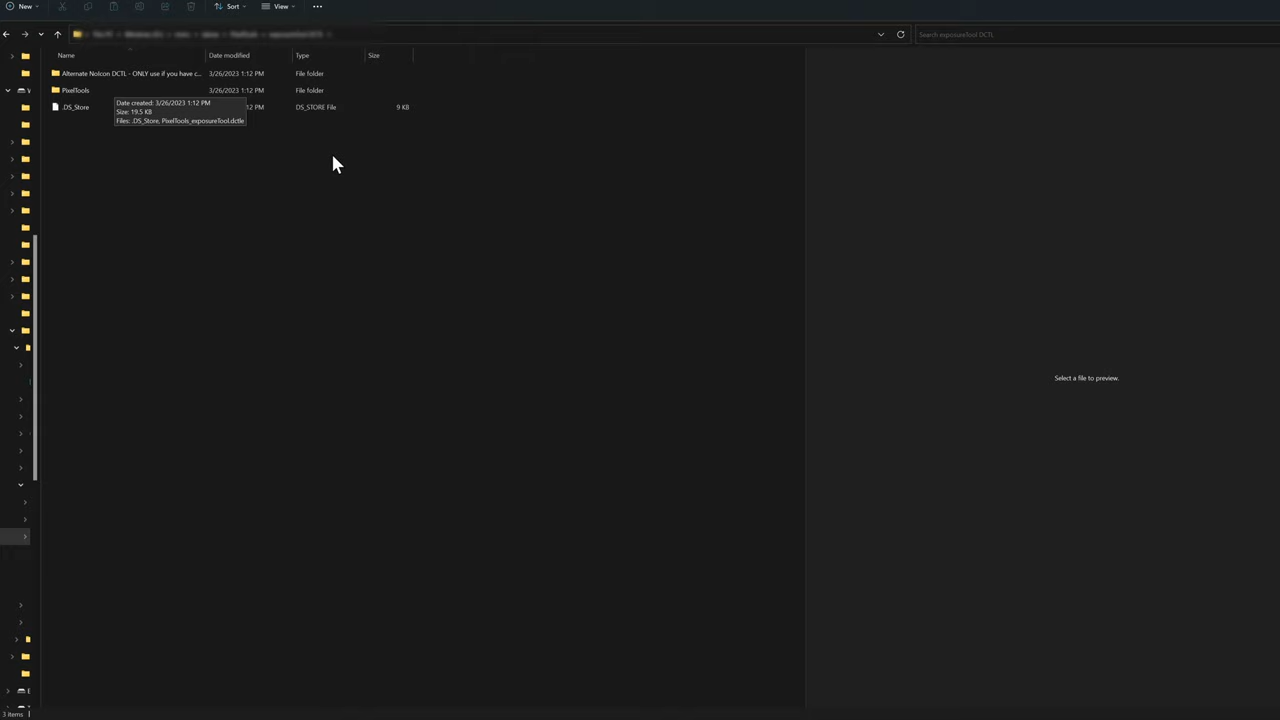 New Sort View
Search exposureTool DCTL
Name Date modified Type Size
Alternate NoIcon DCTL - ONLY use if you have c... 3/26/2023 1:12 PM File folder
PixelTools 3/26/2023 1:12 PM File folder
.DS_Store 1:12 PM DS_STORE File 9 KB
Date created: 3/26/2023 1:12 PM
Size: 19.5 KB
Files: .DS_Store, PixelTools_exposureTool.dctle
Select a file to preview.
3 items